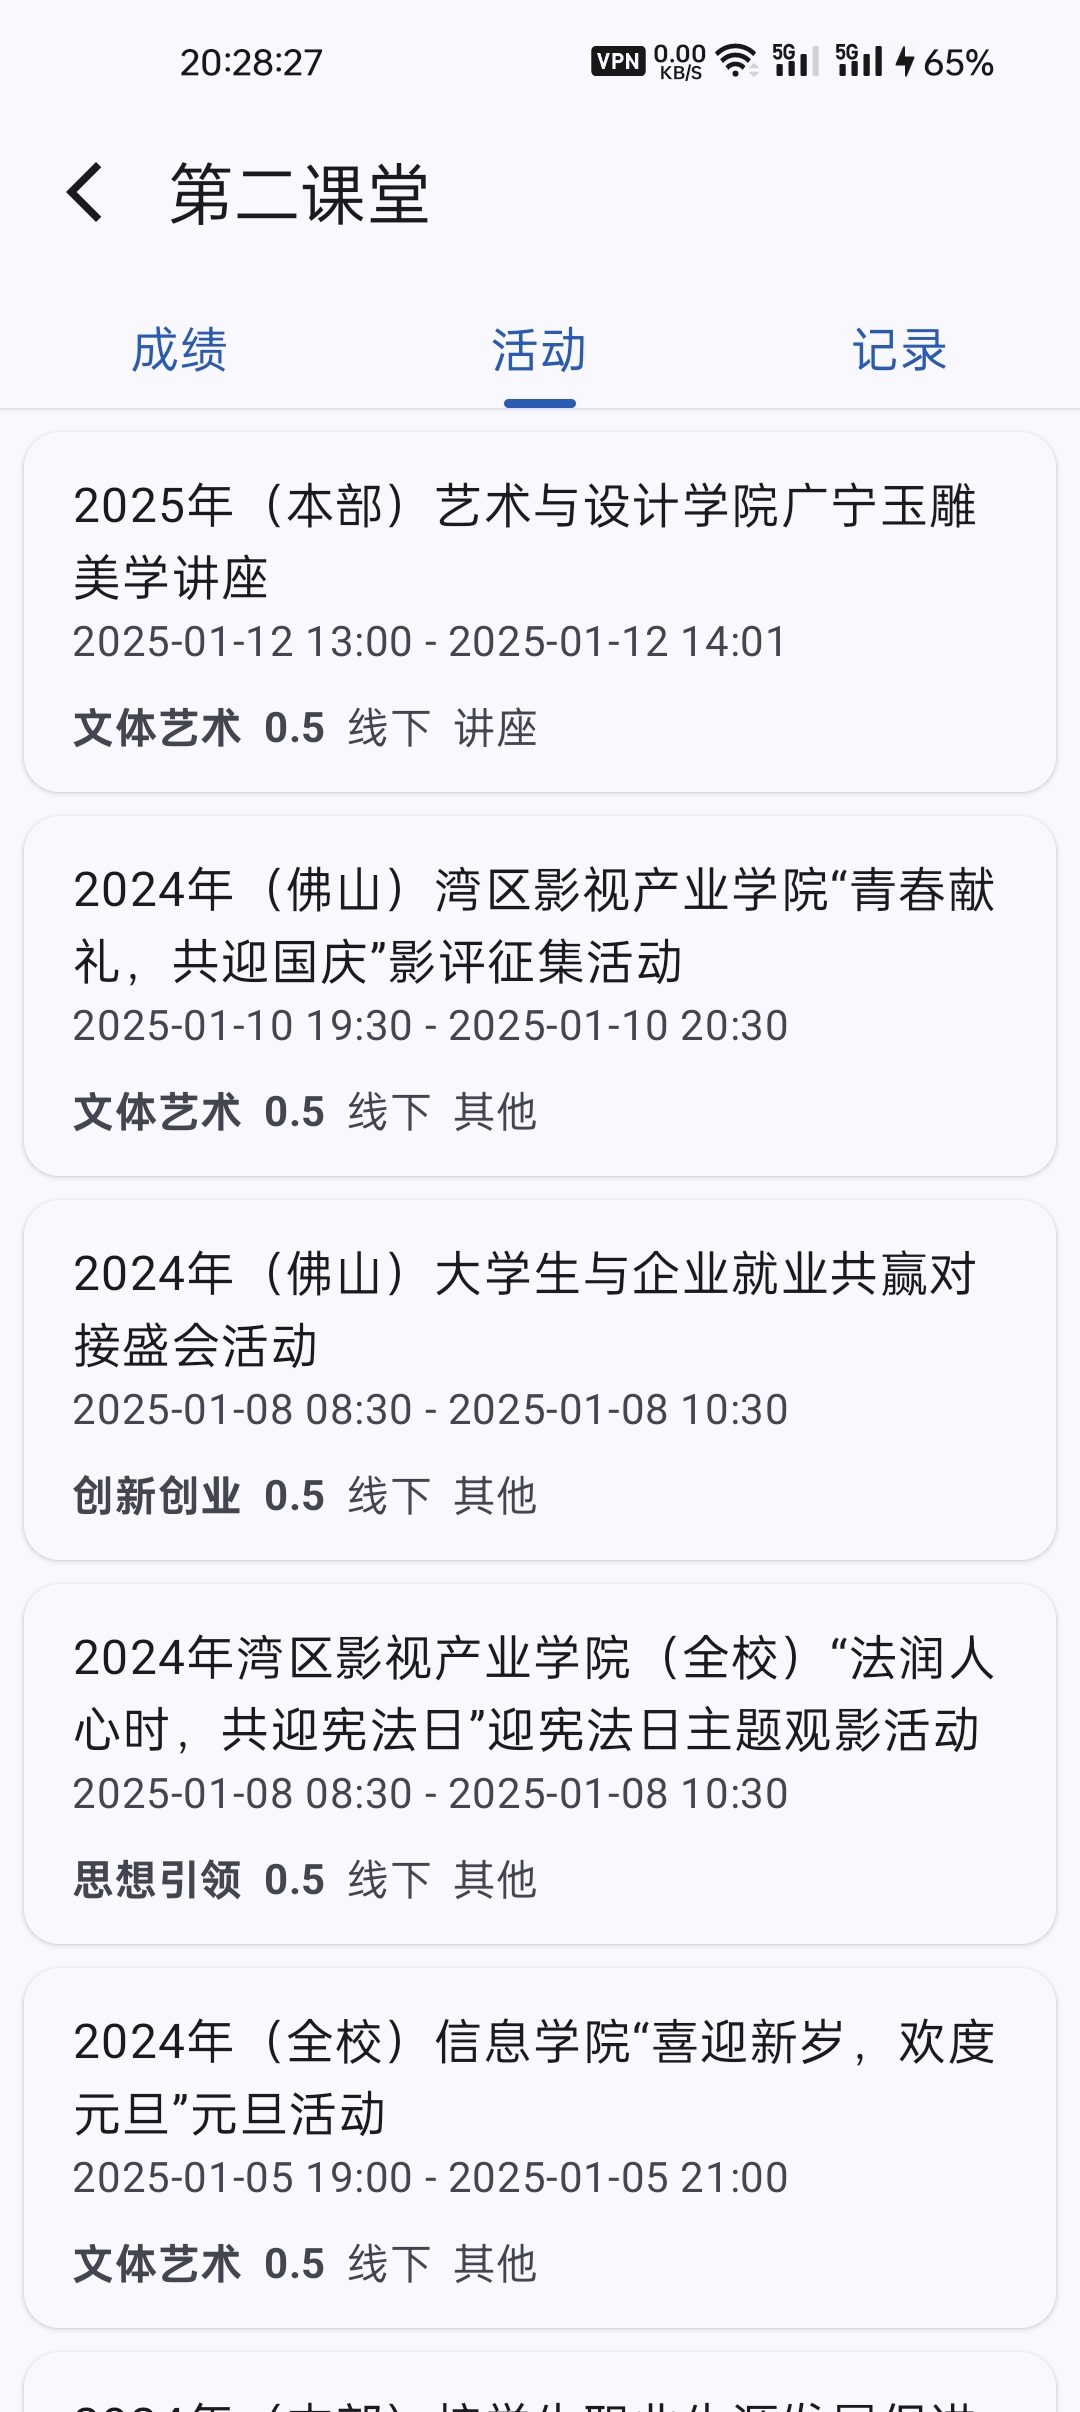 20:28:27 VPN 0.00 KB/S 5G 5G 65%
第二课堂
成绩 活动 记录
2025年（本部）艺术与设计学院广宁玉雕
美学讲座
2025-01-12 13:00 - 2025-01-12 14:01
文体艺术 0.5 线下 讲座
2024年（佛山）湾区影视产业学院“青春献
礼，共迎国庆”影评征集活动
2025-01-10 19:30 - 2025-01-10 20:30
文体艺术 0.5 线下 其他
2024年（佛山）大学生与企业就业共赢对
接盛会活动
2025-01-08 08:30 - 2025-01-08 10:30
创新创业 0.5 线下 其他
2024年湾区影视产业学院（全校）“法润人
心时，共迎宪法日”迎宪法日主题观影活动
2025-01-08 08:30 - 2025-01-08 10:30
思想引领 0.5 线下 其他
2024年（全校）信息学院“喜迎新岁，欢度
元旦”元旦活动
2025-01-05 19:00 - 2025-01-05 21:00
文体艺术 0.5 线下 其他